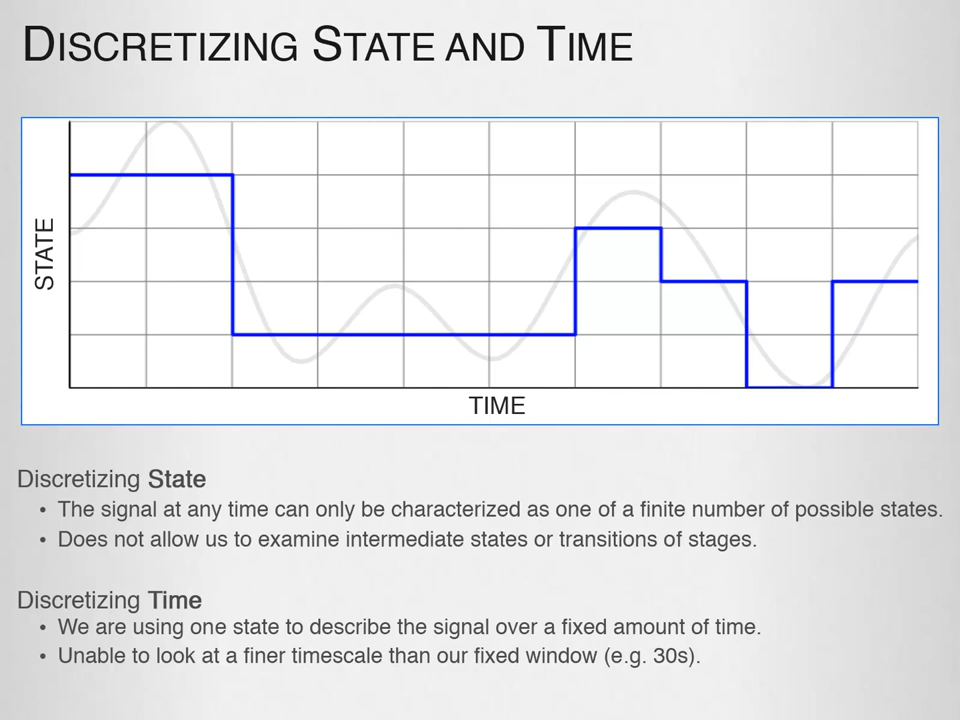 DISCRETIZING STATE AND TIME
STATE
TIME
Discretizing State
• The signal at any time can only be characterized as one of a finite number of possible states.
• Does not allow us to examine intermediate states or transitions of stages.
Discretizing Time
• We are using one state to describe the signal over a fixed amount of time.
• Unable to look at a finer timescale than our fixed window (e.g. 30s).